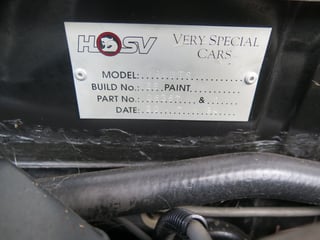 HSV VERY SPECIAL
CARS
MODEL:
BUILD No.: PAINT
PART No.: &
DATE: